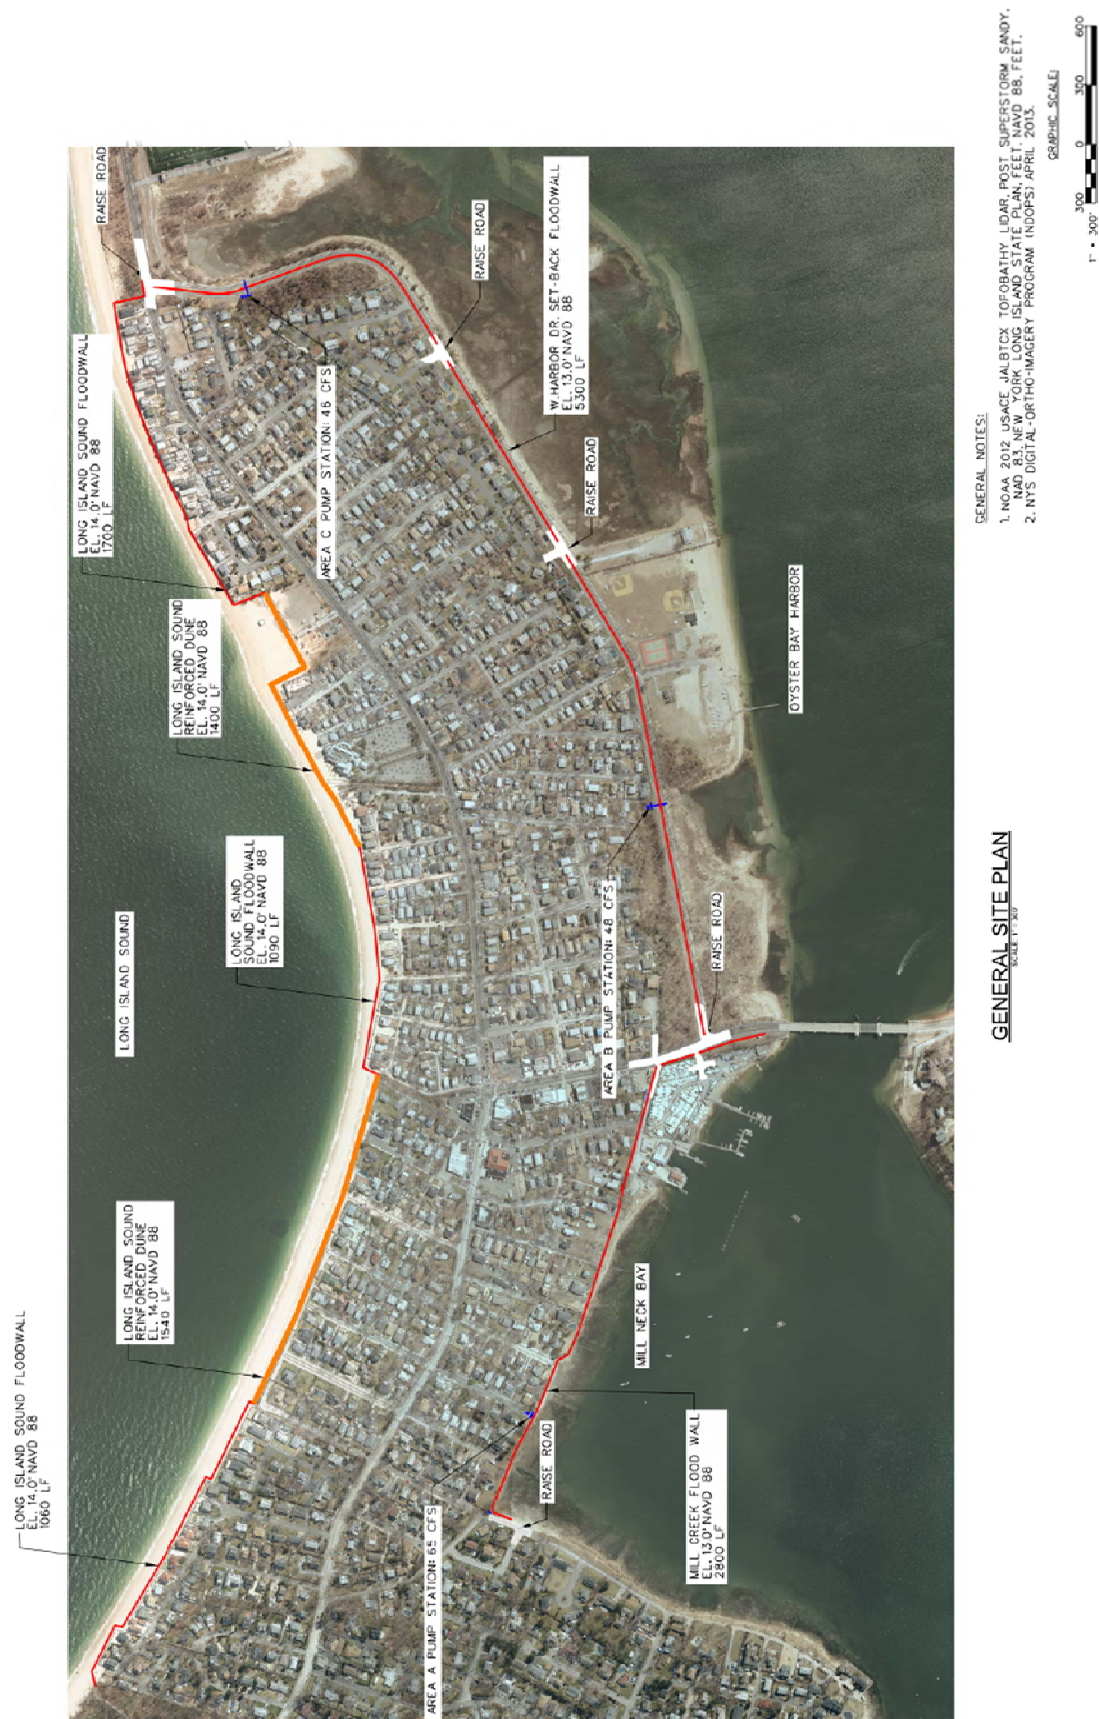 RAISE ROAD
LONG ISLAND SOUND FLOODWALL
EL. 14.0' NAVD 88
1700 LF
AREA C PUMP STATION: 46 CFS
RAISE ROAD
W.HARBOR DR. SET-BACK FLOODWALL
EL. 13.0' NAVD 88
5300 LF
RAISE ROAD
LONG ISLAND SOUND
REINFORCED DUNE
EL. 14.0' NAVD 88
1400 LF
OYSTER BAY HARBOR
LONG ISLAND
SOUND FLOODWALL
EL. 14.0' NAVD 88
1090 LF
LONG ISLAND SOUND
AREA B PUMP STATION: 48 CFS
RAISE ROAD
LONG ISLAND SOUND
REINFORCED DUNE
EL. 14.0' NAVD 88
1540 LF
MILL NECK BAY
LONG ISLAND SOUND FLOODWALL
EL. 14.0' NAVD 88
1060 LF
RAISE ROAD
MILL CREEK FLOOD WALL
EL. 13.0' NAVD 88
2800 LF
AREA A PUMP STATION: 65 CFS
GENERAL NOTES:
1. NOAA 2012 USACE JALBTCX TOPOBATHY LIDAR, POST SUPERSTORM SANDY,
NAD 83, NEW YORK LONG ISLAND STATE PLAN, FEET, NAVD 88, FEET.
2. NYS DIGITAL-ORTHO-IMAGERY PROGRAM (NDOPS) APRIL 2013.
GRAPHIC SCALE:
300 0 300 600
1" = 300'
GENERAL SITE PLAN
SCALE 1"=300'